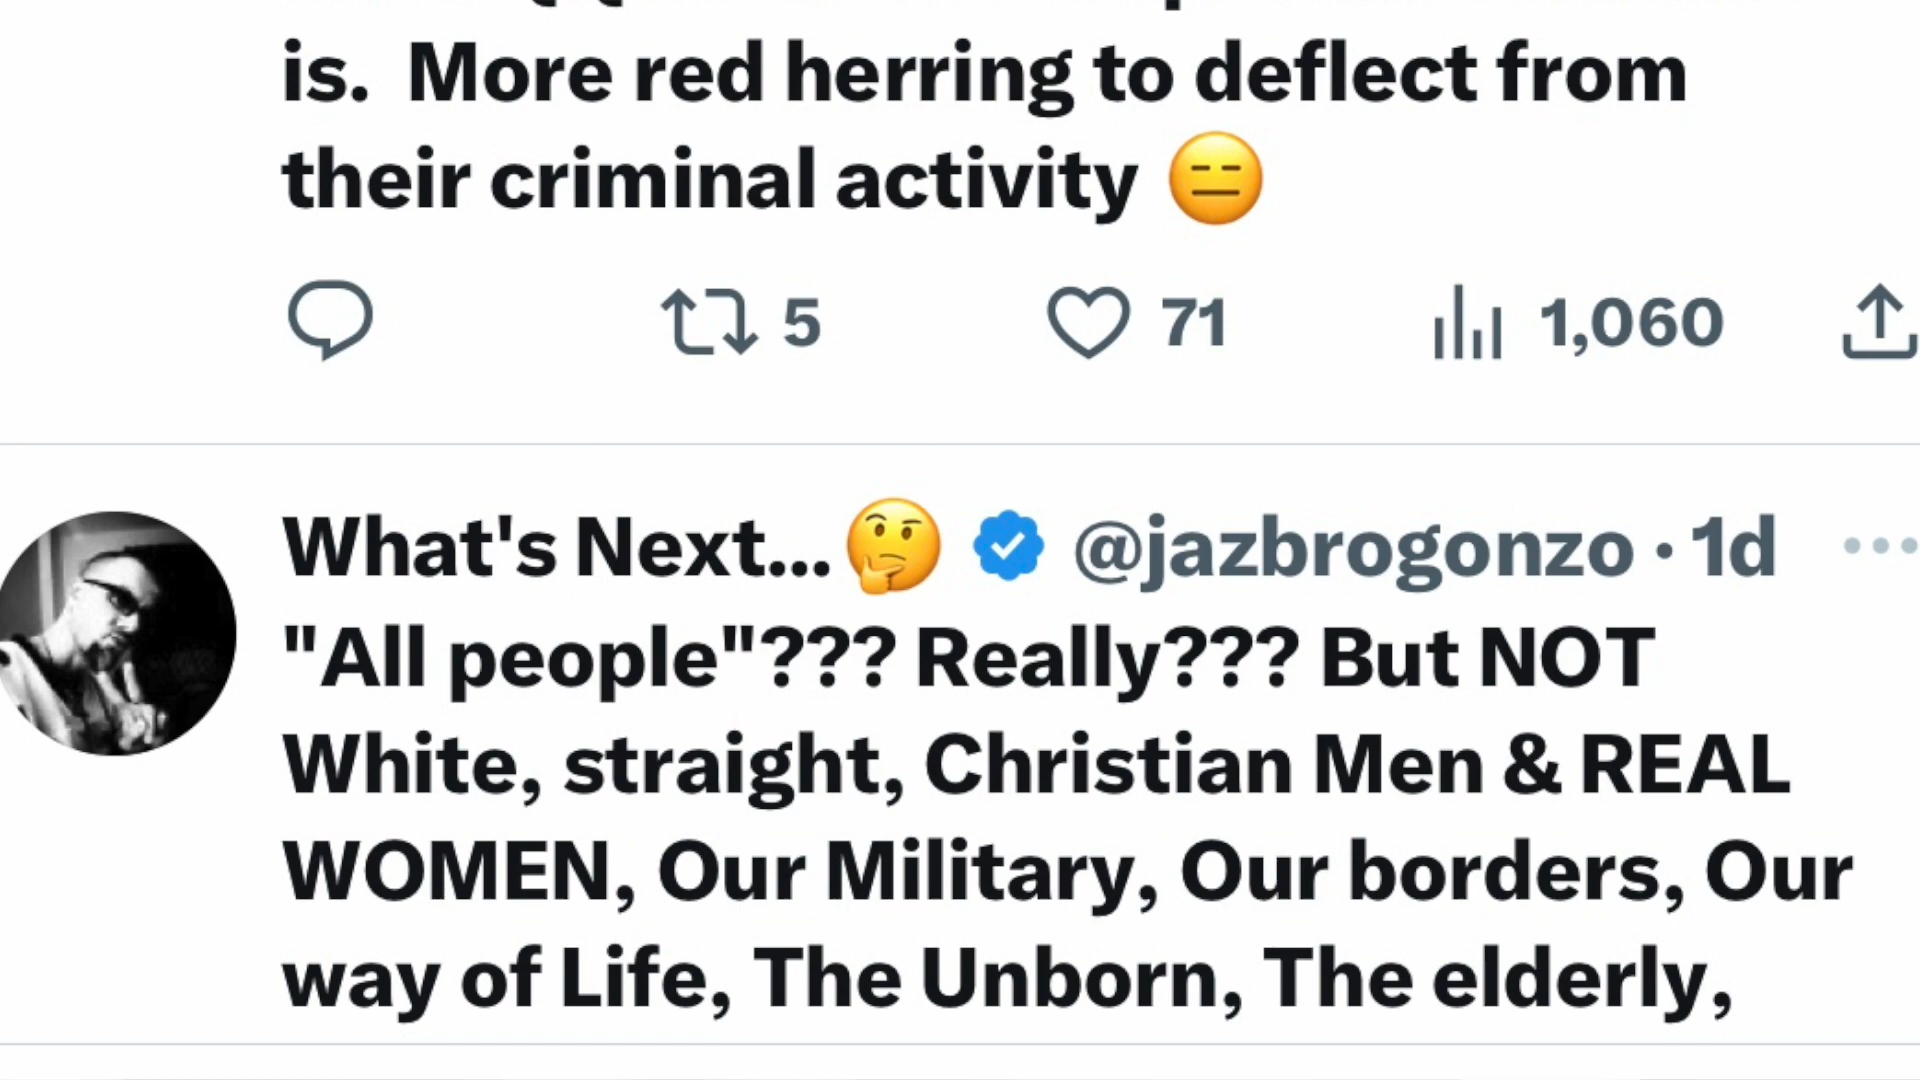 is. More red herring to deflect from
their criminal activity 😑
5 71 1,060
What's Next...🤔 @jazbrogonzo · 1d
"All people"??? Really??? But NOT
White, straight, Christian Men & REAL
WOMEN, Our Military, Our borders, Our
way of Life, The Unborn, The elderly,